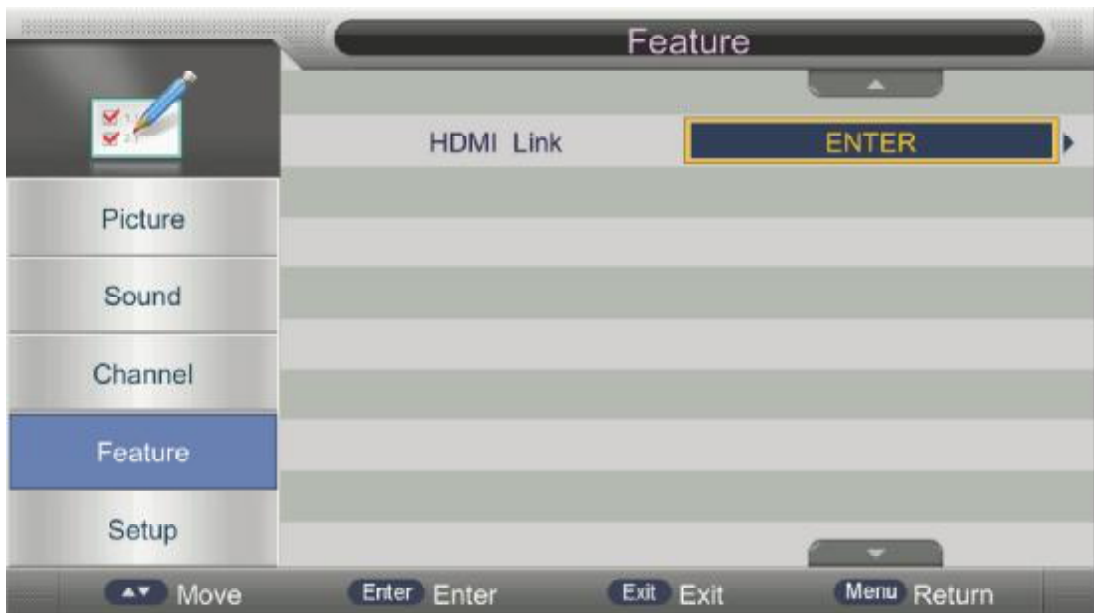 Feature
HDMI Link ENTER
Picture
Sound
Channel
Feature
Setup
Move Enter Enter Exit Exit Menu Return